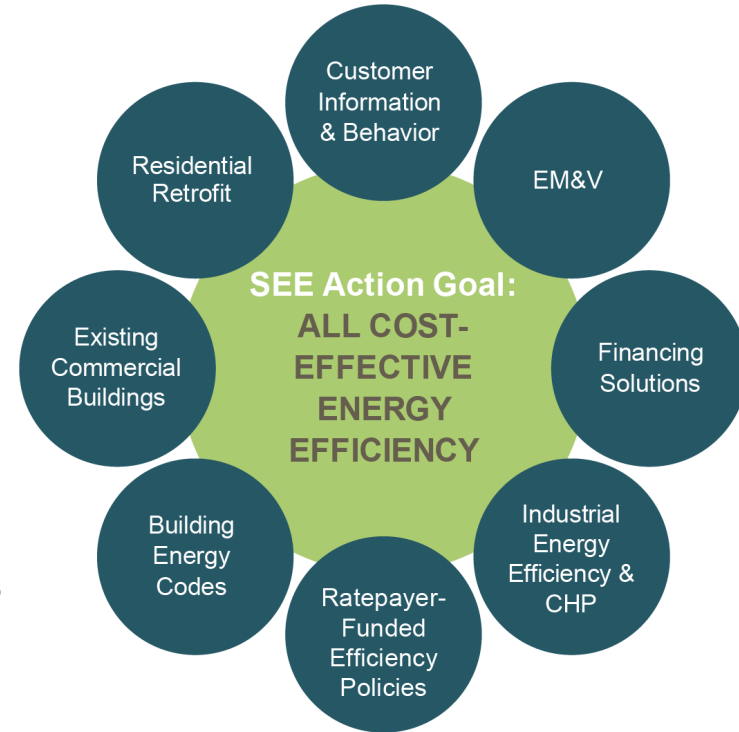 Customer
Information
& Behavior
EM&V
Financing
Solutions
Industrial
Energy
Efficiency &
CHP
Ratepayer-
Funded
Efficiency
Policies
Building
Energy
Codes
Existing
Commercial
Buildings
Residential
Retrofit
SEE Action Goal:
ALL COST-
EFFECTIVE
ENERGY
EFFICIENCY